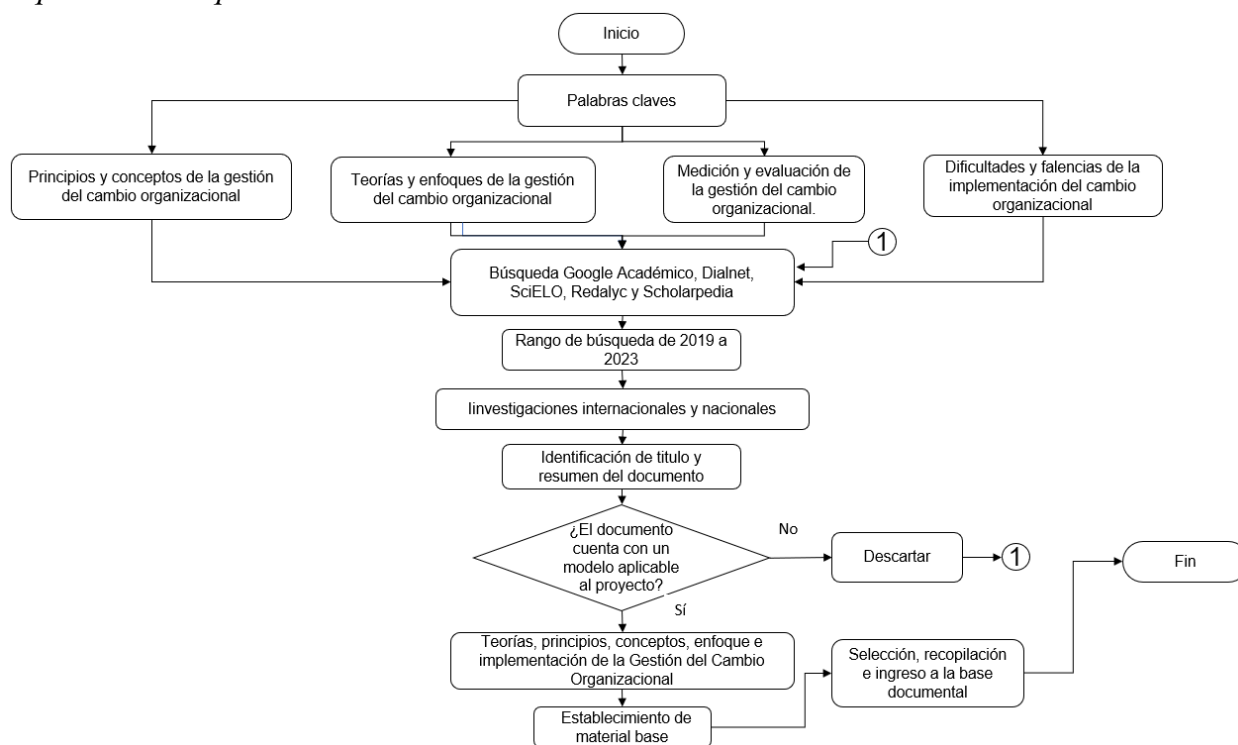 Inicio
Palabras claves
Principios y conceptos de la gestión
del cambio organizacional
Teorías y enfoques de la gestión
del cambio organizacional
Medición y evaluación de
la gestión del cambio
organizacional.
Dificultades y falencias de la
implementación del cambio
organizacional
1
Búsqueda Google Académico, Dialnet,
SciELO, Redalyc y Scholarpedia
Rango de búsqueda de 2019 a
2023
Iinvestigaciones internacionales y nacionales
Identificación de titulo y
resumen del documento
¿El documento
cuenta con un
modelo aplicable
al proyecto?
No
Descartar
1
Fin
Sí
Teorías, principios, conceptos, enfoque e
implementación de la Gestión del Cambio
Organizacional
Selección, recopilación
e ingreso a la base
documental
Establecimiento de
material base